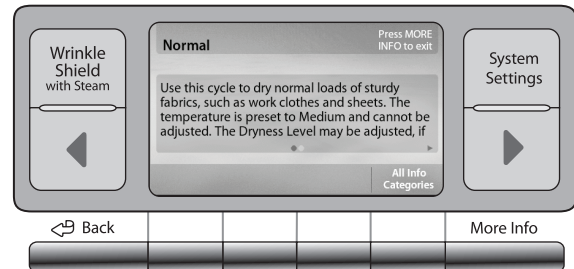 Wrinkle
Shield
with Steam
Normal
Press MORE
INFO to exit
Use this cycle to dry normal loads of sturdy
fabrics, such as work clothes and sheets. The
temperature is preset to Medium and cannot be
adjusted. The Dryness Level may be adjusted, if
All Info
Categories
System
Settings
Back
More Info